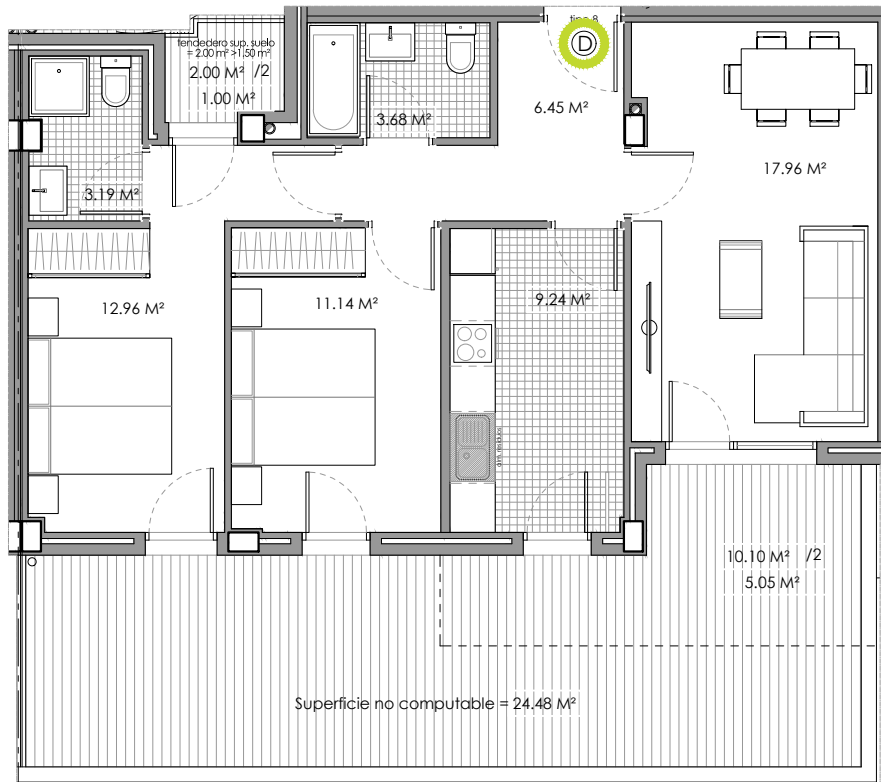 tipo 8
D
tendedero sup. suelo
= 2.00 m² >1.50 m²
2.00 M² /2
1.00 M²
3.68 M²
6.45 M²
17.96 M²
3.19 M²
12.96 M²
11.14 M²
9.24 M²
alm. residuos
10.10 M² /2
5.05 M²
Superficie no computable = 24.48 M²